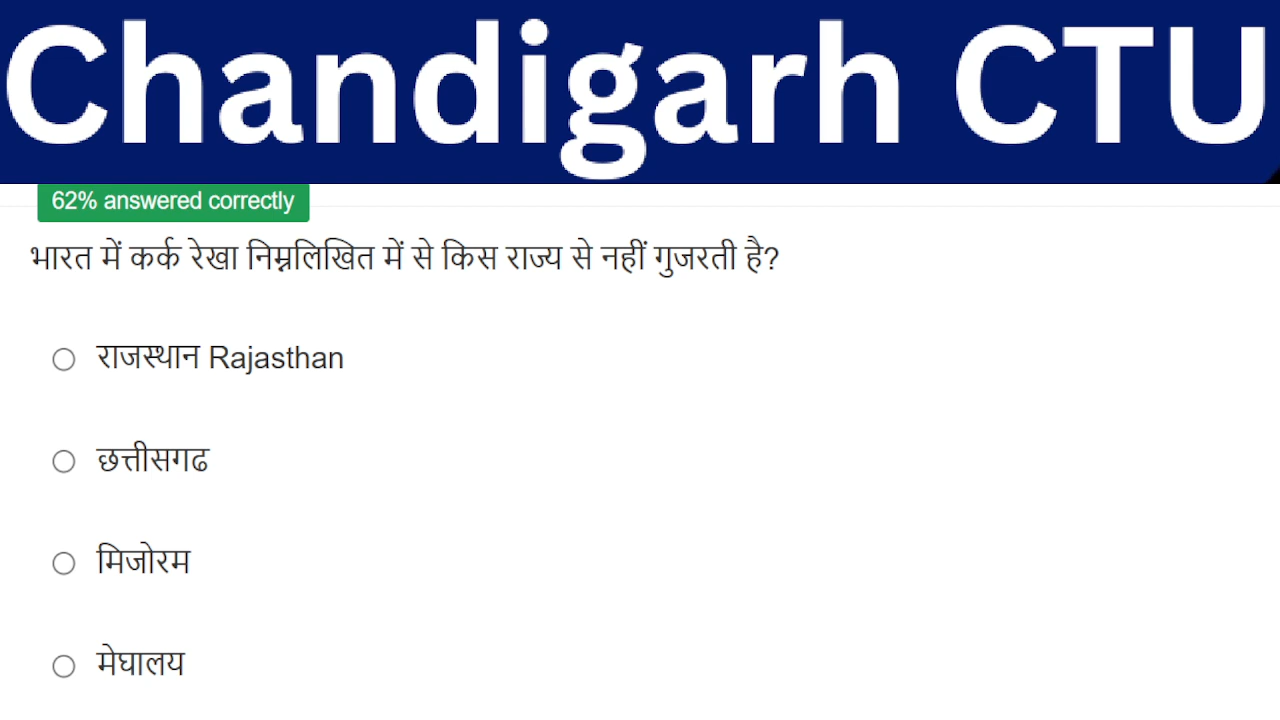 Chandigarh CTU
62% answered correctly
भारत में कर्क रेखा निम्नलिखित में से किस राज्य से नहीं गुजरती है?
राजस्थान Rajasthan
छत्तीसगढ
मिजोरम
मेघालय